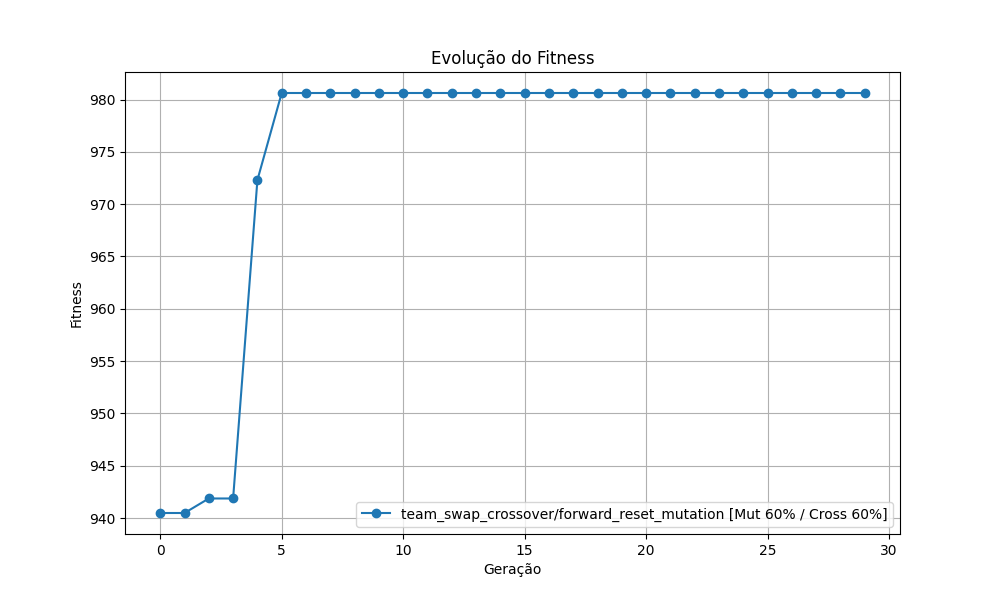 Evolução do Fitness
Fitness
980
975
970
965
960
955
950
945
940
team_swap_crossover/forward_reset_mutation [Mut 60% / Cross 60%]
0 5 10 15 20 25 30
Geração